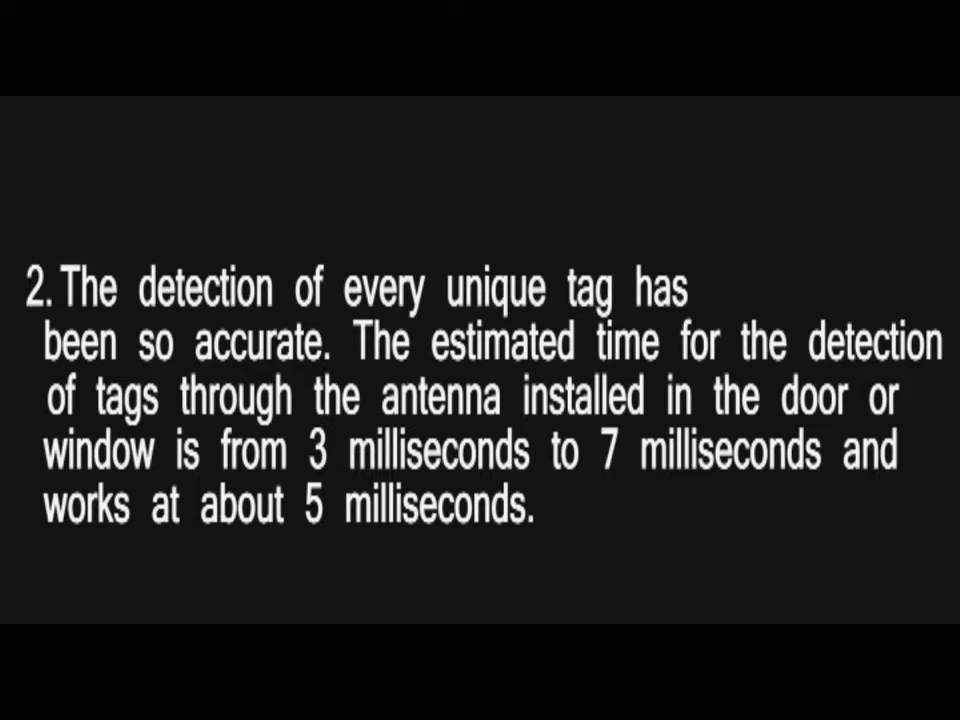 2. The detection of every unique tag has
been so accurate. The estimated time for the detection
of tags through the antenna installed in the door or
window is from 3 milliseconds to 7 milliseconds and
works at about 5 milliseconds.